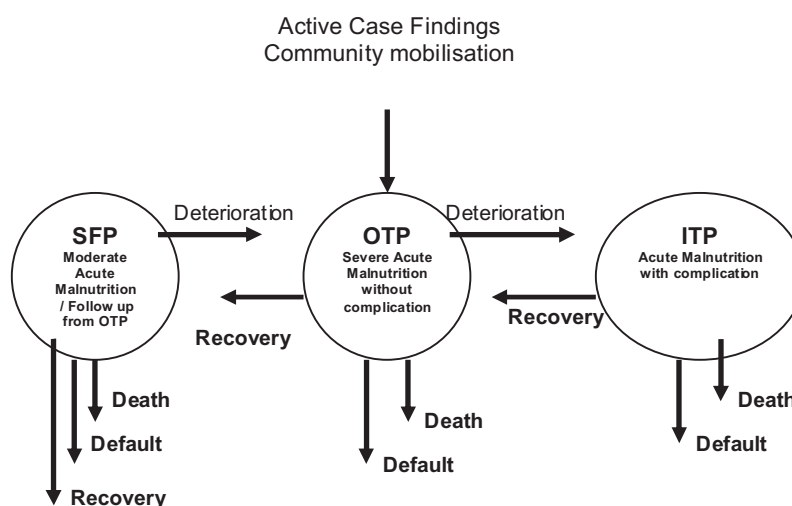 Active Case Findings
Community mobilisation
SFP
Moderate
Acute
Malnutrition
/ Follow up
from OTP
Deterioration
OTP
Severe Acute
Malnutrition
without
complication
Deterioration
ITP
Acute Malnutrition
with complication
Recovery
Recovery
Death
Default
Recovery
Death
Default
Death
Default